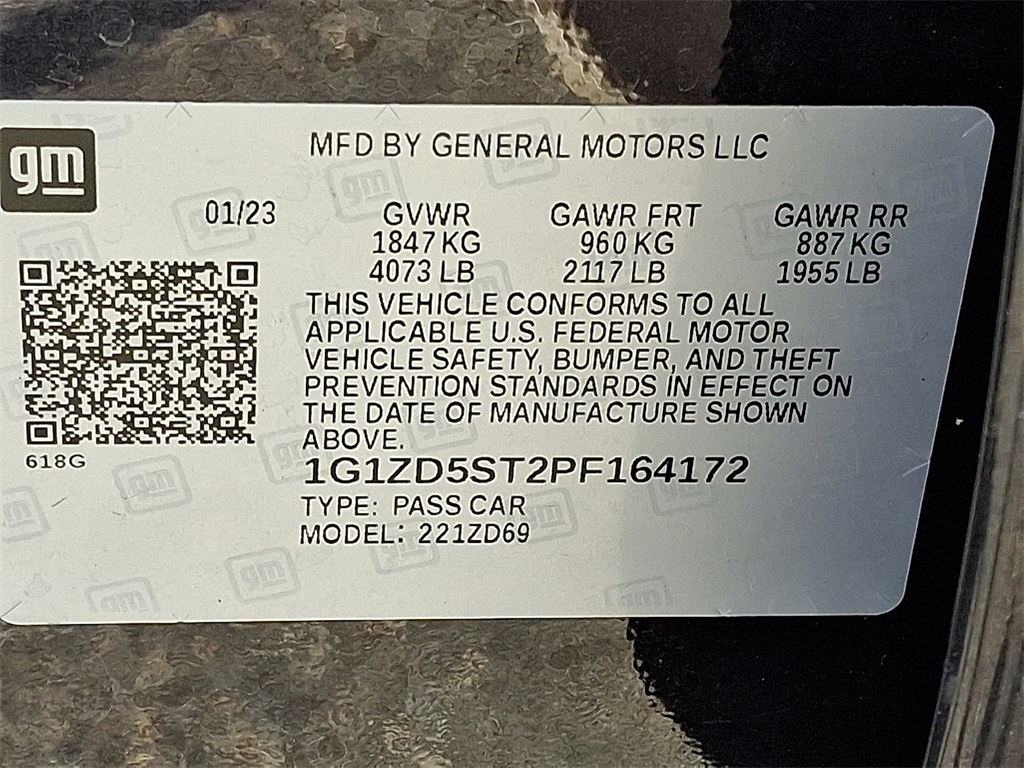 gm
MFD BY GENERAL MOTORS LLC
01/23 GVWR GAWR FRT GAWR RR
1847 KG 960 KG 887 KG
4073 LB 2117 LB 1955 LB
THIS VEHICLE CONFORMS TO ALL
APPLICABLE U.S. FEDERAL MOTOR
VEHICLE SAFETY, BUMPER, AND THEFT
PREVENTION STANDARDS IN EFFECT ON
THE DATE OF MANUFACTURE SHOWN
ABOVE.
618G
1G1ZD5ST2PF164172
TYPE: PASS CAR
MODEL: 221ZD69